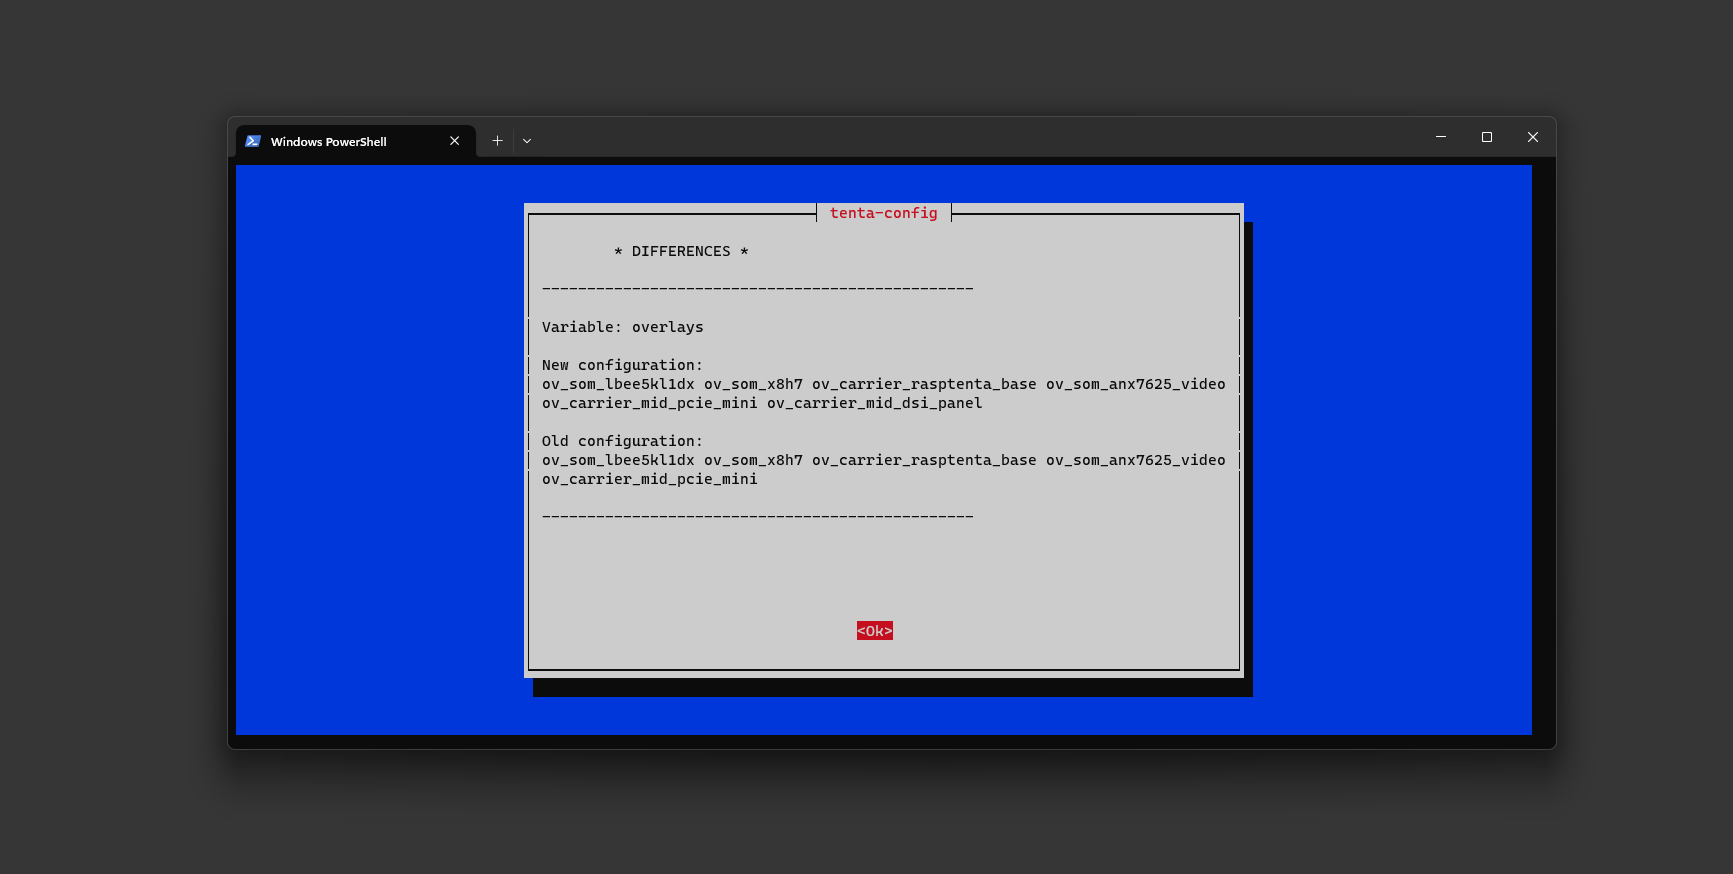 Windows PowerShell
tenta-config
* DIFFERENCES *
------------------------------------------------
Variable: overlays
New configuration:
ov_som_lbee5kl1dx ov_som_x8h7 ov_carrier_rasptenta_base ov_som_anx7625_video
ov_carrier_mid_pcie_mini ov_carrier_mid_dsi_panel
Old configuration:
ov_som_lbee5kl1dx ov_som_x8h7 ov_carrier_rasptenta_base ov_som_anx7625_video
ov_carrier_mid_pcie_mini
------------------------------------------------
<Ok>